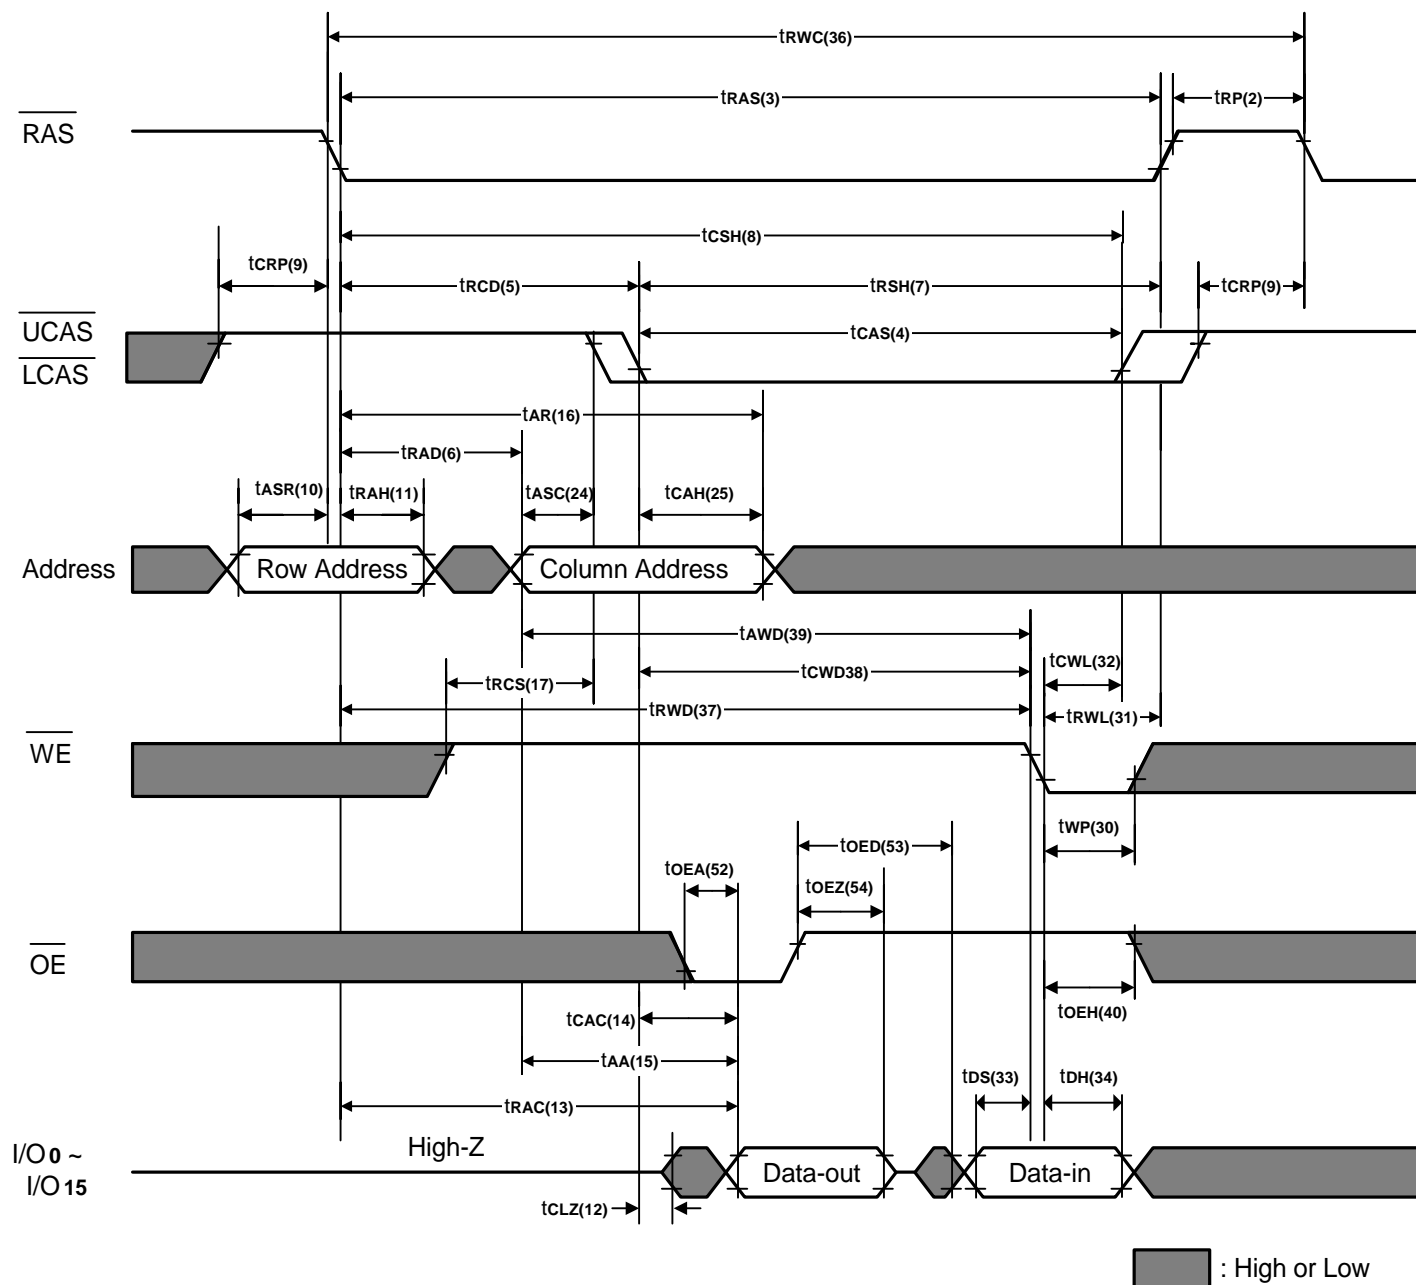 tRWC(36)
tRAS(3)
tRP(2)
RAS
tCSH(8)
tCRP(9)
tRCD(5)
tRSH(7)
tCRP(9)
UCAS
LCAS
tCAS(4)
tAR(16)
tRAD(6)
tASR(10)
tRAH(11)
tASC(24)
tCAH(25)
Address
Row Address
Column Address
tAWD(39)
tCWD38)
tCWL(32)
tRCS(17)
tRWD(37)
tRWL(31)
WE
tWP(30)
tOED(53)
tOEA(52)
tOEZ(54)
OE
tCAC(14)
tOEH(40)
tAA(15)
tDS(33)
tDH(34)
tRAC(13)
High-Z
I/O 0 ~
I/O 15
Data-out
Data-in
tCLZ(12)
: High or Low